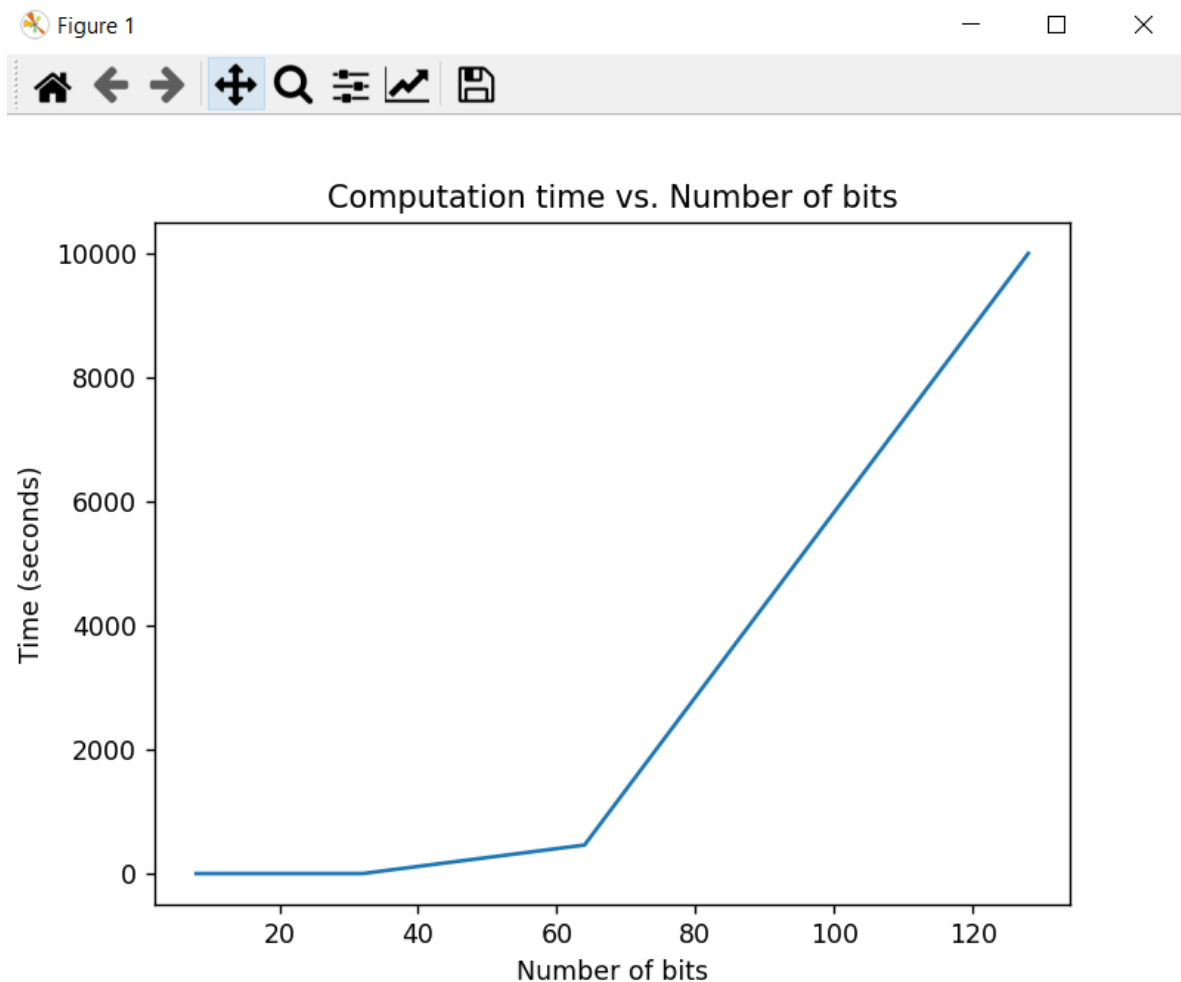 Figure 1
Computation time vs. Number of bits
10000
8000
6000
4000
2000
0
Time (seconds)
20 40 60 80 100 120
Number of bits